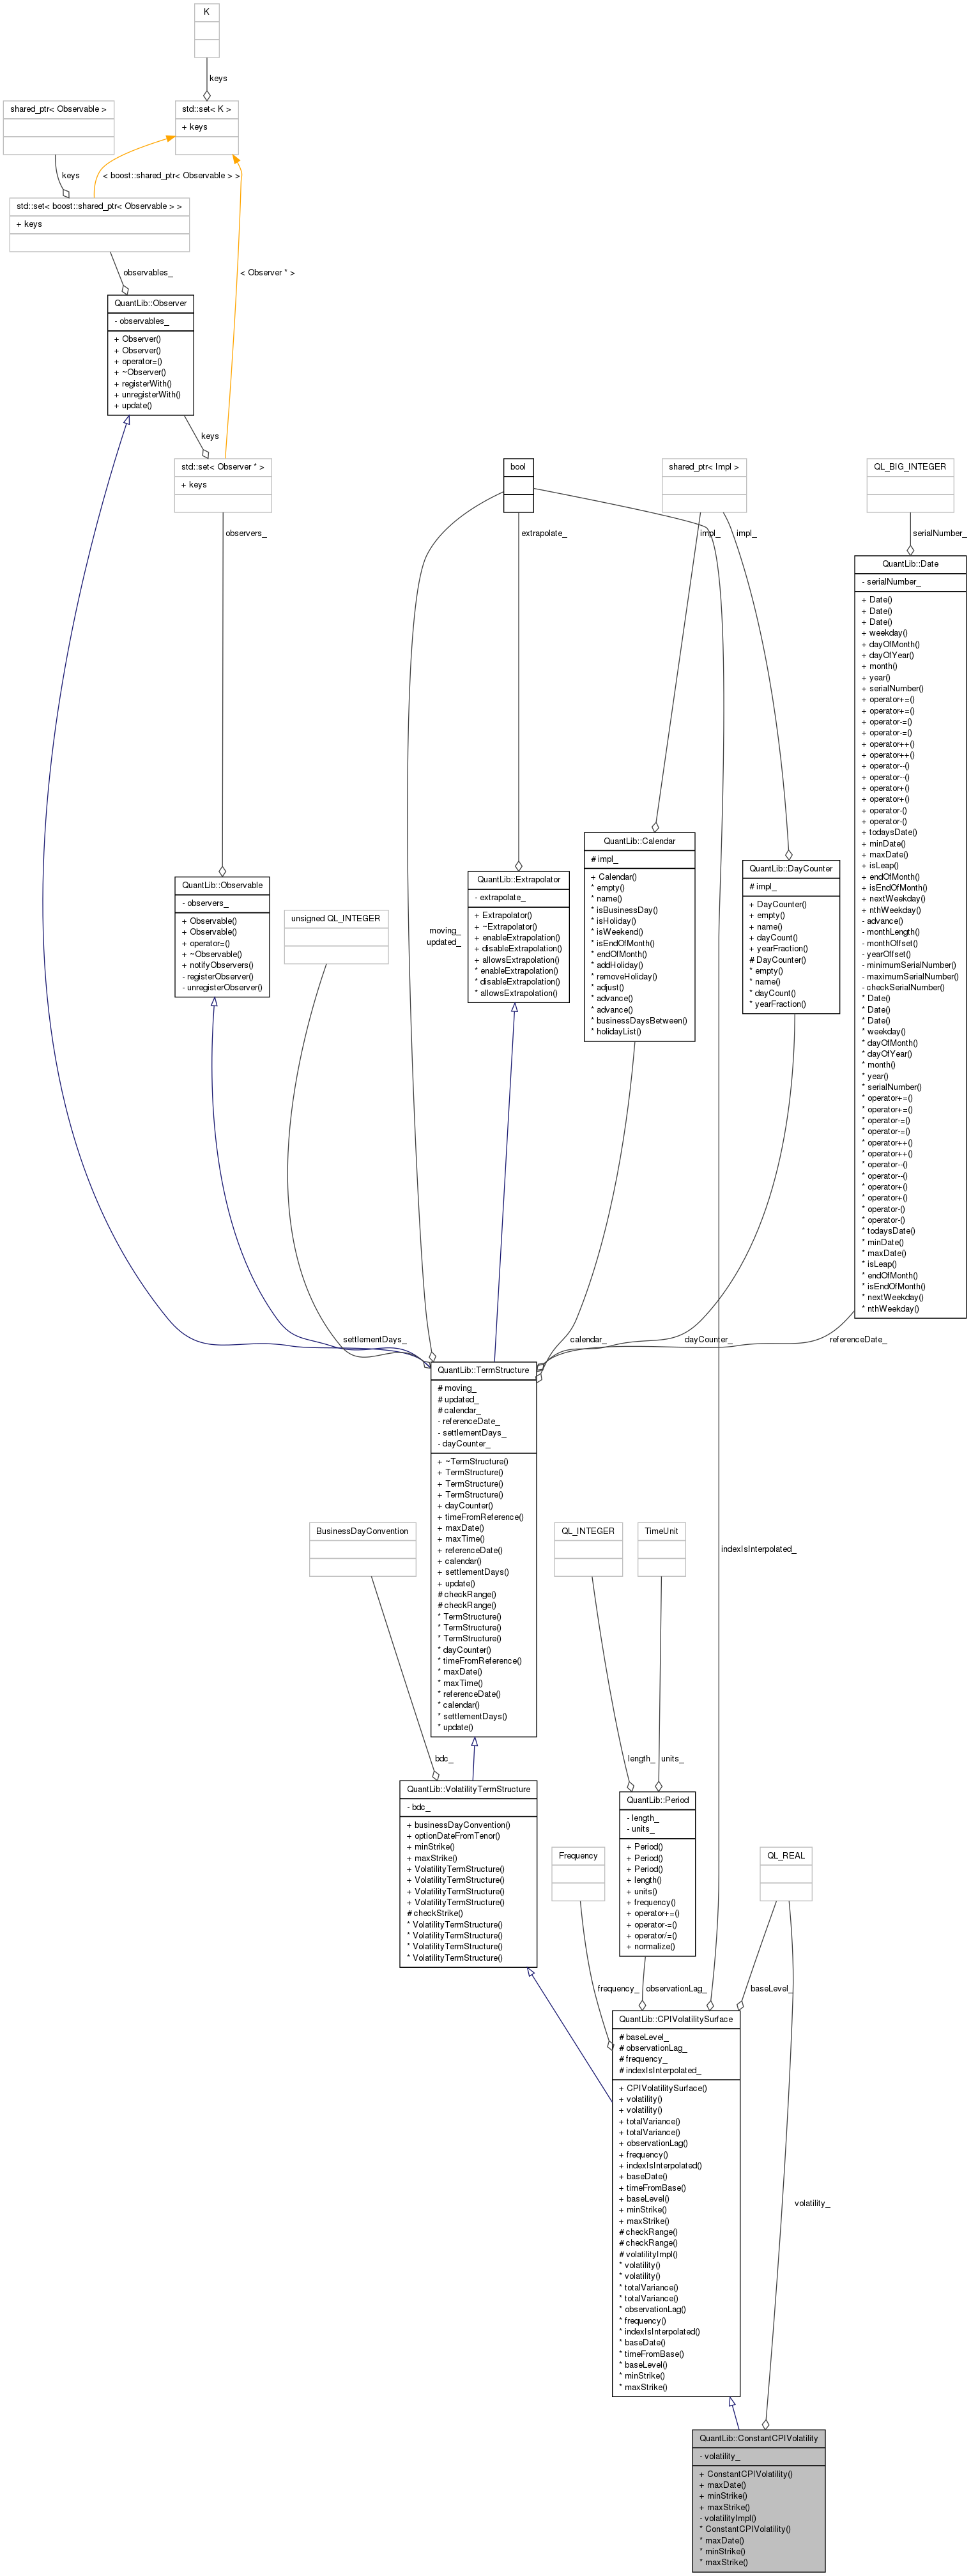 K
keys
shared_ptr< Observable >
std::set< K >
+ keys
keys
< boost::shared_ptr< Observable > >
std::set< boost::shared_ptr< Observable > >
+ keys
observables_
< Observer * >
QuantLib::Observer
- observables_
+ Observer()
+ Observer()
+ operator=()
+ ~Observer()
+ registerWith()
+ unregisterWith()
+ update()
keys
std::set< Observer * >
+ keys
bool
shared_ptr< Impl >
QL_BIG_INTEGER
observers_
extrapolate_
impl_
impl_
serialNumber_
QuantLib::Date
- serialNumber_
+ Date()
+ Date()
+ Date()
+ weekday()
+ dayOfMonth()
+ dayOfYear()
+ month()
+ year()
+ serialNumber()
+ operator+=()
+ operator+=()
+ operator-=()
+ operator-=()
+ operator++()
+ operator++()
+ operator--()
+ operator--()
+ operator+()
+ operator+()
+ operator-()
+ operator-()
+ todaysDate()
+ minDate()
+ maxDate()
+ isLeap()
+ endOfMonth()
+ isEndOfMonth()
+ nextWeekday()
+ nthWeekday()
- advance()
- monthLength()
- monthOffset()
- yearOffset()
- minimumSerialNumber()
- maximumSerialNumber()
- checkSerialNumber()
* Date()
* Date()
* Date()
* weekday()
* dayOfMonth()
* dayOfYear()
* month()
* year()
* serialNumber()
* operator+=()
* operator+=()
* operator-=()
* operator-=()
* operator++()
* operator++()
* operator--()
* operator--()
* operator+()
* operator+()
* operator-()
* operator-()
* todaysDate()
* minDate()
* maxDate()
* isLeap()
* endOfMonth()
* isEndOfMonth()
* nextWeekday()
* nthWeekday()
QuantLib::Calendar
# impl_
+ Calendar()
* empty()
* name()
* isBusinessDay()
* isHoliday()
* isWeekend()
* isEndOfMonth()
* endOfMonth()
* addHoliday()
* removeHoliday()
* adjust()
* advance()
* advance()
* businessDaysBetween()
* holidayList()
QuantLib::DayCounter
# impl_
+ DayCounter()
+ empty()
+ name()
+ dayCount()
+ yearFraction()
# DayCounter()
* empty()
* name()
* dayCount()
* yearFraction()
QuantLib::Extrapolator
- extrapolate_
+ Extrapolator()
+ ~Extrapolator()
+ enableExtrapolation()
+ disableExtrapolation()
+ allowsExtrapolation()
* enableExtrapolation()
* disableExtrapolation()
* allowsExtrapolation()
QuantLib::Observable
- observers_
+ Observable()
+ Observable()
+ operator=()
+ ~Observable()
+ notifyObservers()
- registerObserver()
- unregisterObserver()
unsigned QL_INTEGER
moving_
updated_
settlementDays_
calendar_
dayCounter_
referenceDate_
QuantLib::TermStructure
# moving_
# updated_
# calendar_
- referenceDate_
- settlementDays_
- dayCounter_
+ ~TermStructure()
+ TermStructure()
+ TermStructure()
+ TermStructure()
+ dayCounter()
+ timeFromReference()
+ maxDate()
+ maxTime()
+ referenceDate()
+ calendar()
+ settlementDays()
+ update()
# checkRange()
# checkRange()
* TermStructure()
* TermStructure()
* TermStructure()
* dayCounter()
* timeFromReference()
* maxDate()
* maxTime()
* referenceDate()
* calendar()
* settlementDays()
* update()
BusinessDayConvention
QL_INTEGER
TimeUnit
indexIsInterpolated_
bdc_
length_
units_
QuantLib::VolatilityTermStructure
- bdc_
+ businessDayConvention()
+ optionDateFromTenor()
+ minStrike()
+ maxStrike()
+ VolatilityTermStructure()
+ VolatilityTermStructure()
+ VolatilityTermStructure()
+ VolatilityTermStructure()
# checkStrike()
* VolatilityTermStructure()
* VolatilityTermStructure()
* VolatilityTermStructure()
* VolatilityTermStructure()
QuantLib::Period
- length_
- units_
+ Period()
+ Period()
+ Period()
+ length()
+ units()
+ frequency()
+ operator+=()
+ operator-=()
+ operator/=()
+ normalize()
Frequency
QL_REAL
frequency_
observationLag_
baseLevel_
QuantLib::CPIVolatilitySurface
# baseLevel_
# observationLag_
# frequency_
# indexIsInterpolated_
+ CPIVolatilitySurface()
+ volatility()
+ volatility()
+ totalVariance()
+ totalVariance()
+ observationLag()
+ frequency()
+ indexIsInterpolated()
+ baseDate()
+ timeFromBase()
+ baseLevel()
+ minStrike()
+ maxStrike()
# checkRange()
# checkRange()
# volatilityImpl()
* volatility()
* volatility()
* totalVariance()
* totalVariance()
* observationLag()
* frequency()
* indexIsInterpolated()
* baseDate()
* timeFromBase()
* baseLevel()
* minStrike()
* maxStrike()
volatility_
QuantLib::ConstantCPIVolatility
- volatility_
+ ConstantCPIVolatility()
+ maxDate()
+ minStrike()
+ maxStrike()
- volatilityImpl()
* ConstantCPIVolatility()
* maxDate()
* minStrike()
* maxStrike()